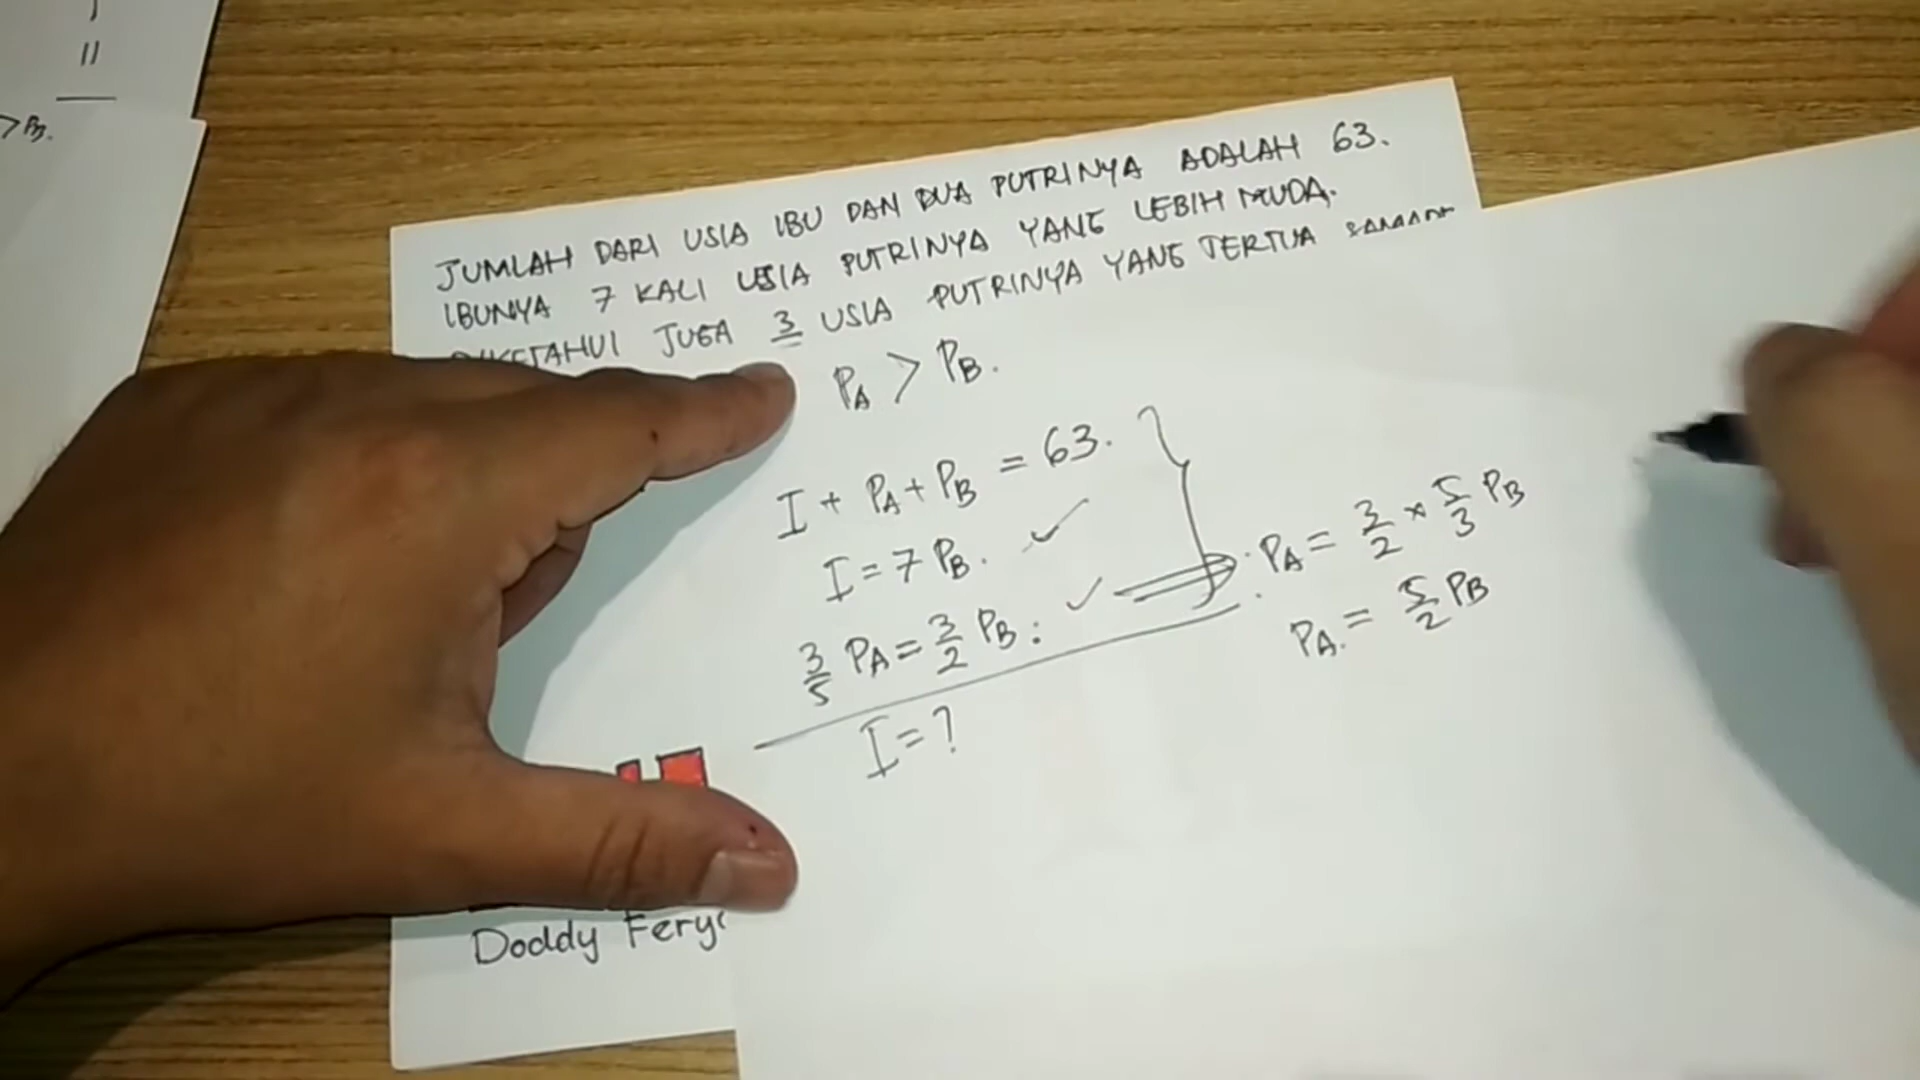 11
> PB.
JUMLAH DARI USIA IBU DAN DUA PUTRINYA ADALAH 63.
IBUNYA 7 KALI USIA PUTRINYA YANG LEBIH MUDA.
JUGA 3 USIA PUTRINYA YANG TERTUA
PA > PB.
I + PA + PB = 63.
I = 7 PB. ✓
3/5 PA = 3/2 PB : ✓
I = ?
PA = 3/2 × 5/3 PB
PA. = 5/2 PB
Doddy